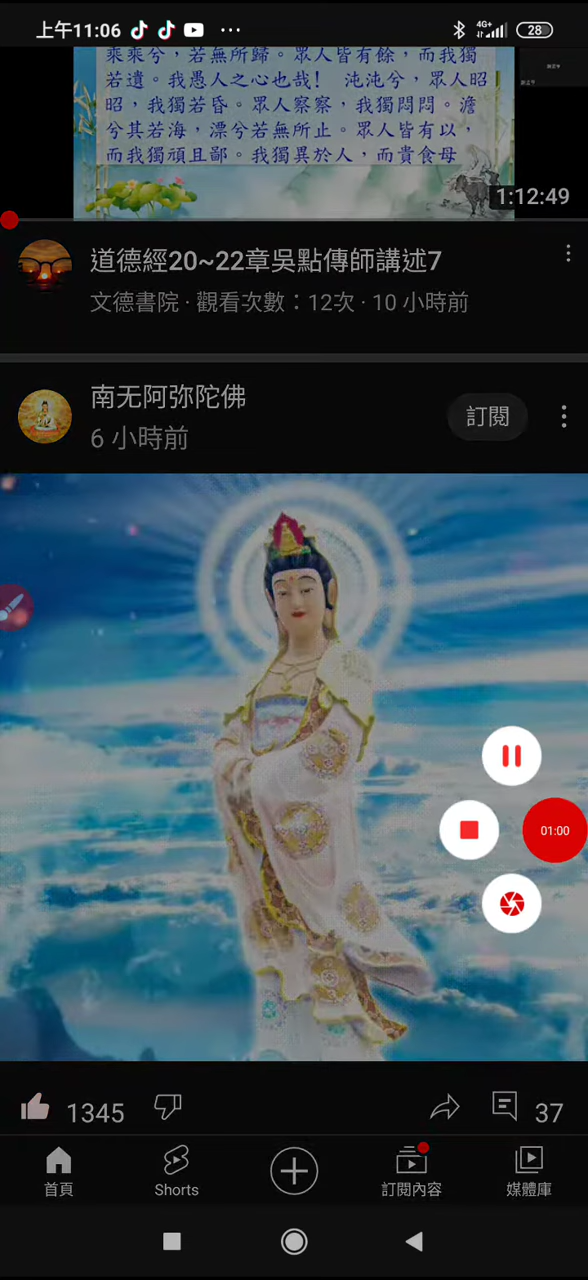 上午11:06
4G+
28
乘乘兮，若無所歸。眾人皆有餘，而我獨
若遺。我愚人之心也哉！ 沌沌兮，眾人昭
昭，我獨若昏。眾人察察，我獨悶悶。澹
兮其若海，漂兮若無所止。眾人皆有以，
而我獨頑且鄙。我獨異於人，而貴食母
1:12:49
道德經20~22章吳點傳師講述7
文德書院 · 觀看次數：12次 · 10 小時前
南无阿弥陀佛
6 小時前
訂閱
01:00
1345
37
首頁
Shorts
訂閱內容
媒體庫